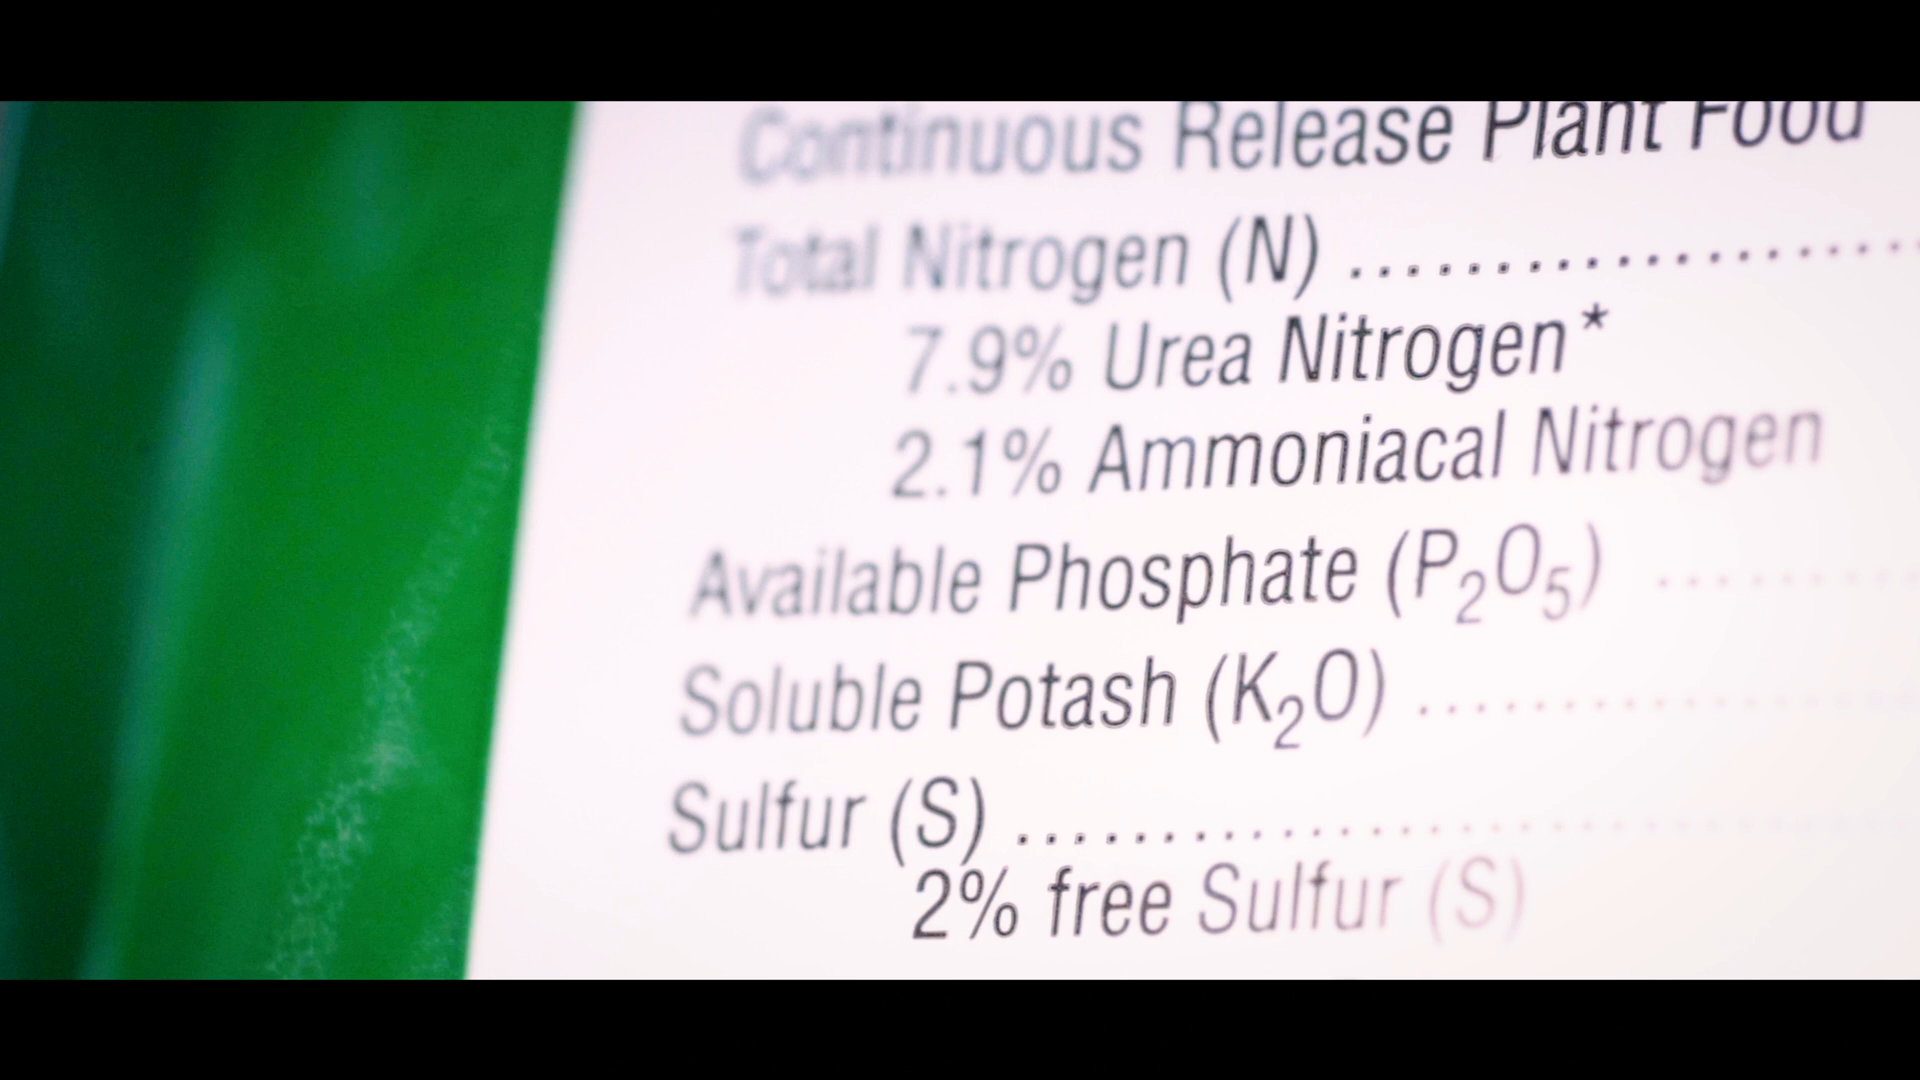 Continuous Release Plant Food
Total Nitrogen (N) ....................
7.9% Urea Nitrogen*
2.1% Ammoniacal Nitrogen
Available Phosphate (P₂O₅) .........
Soluble Potash (K₂O) .................
Sulfur (S) ..............................
2% free Sulfur (S)